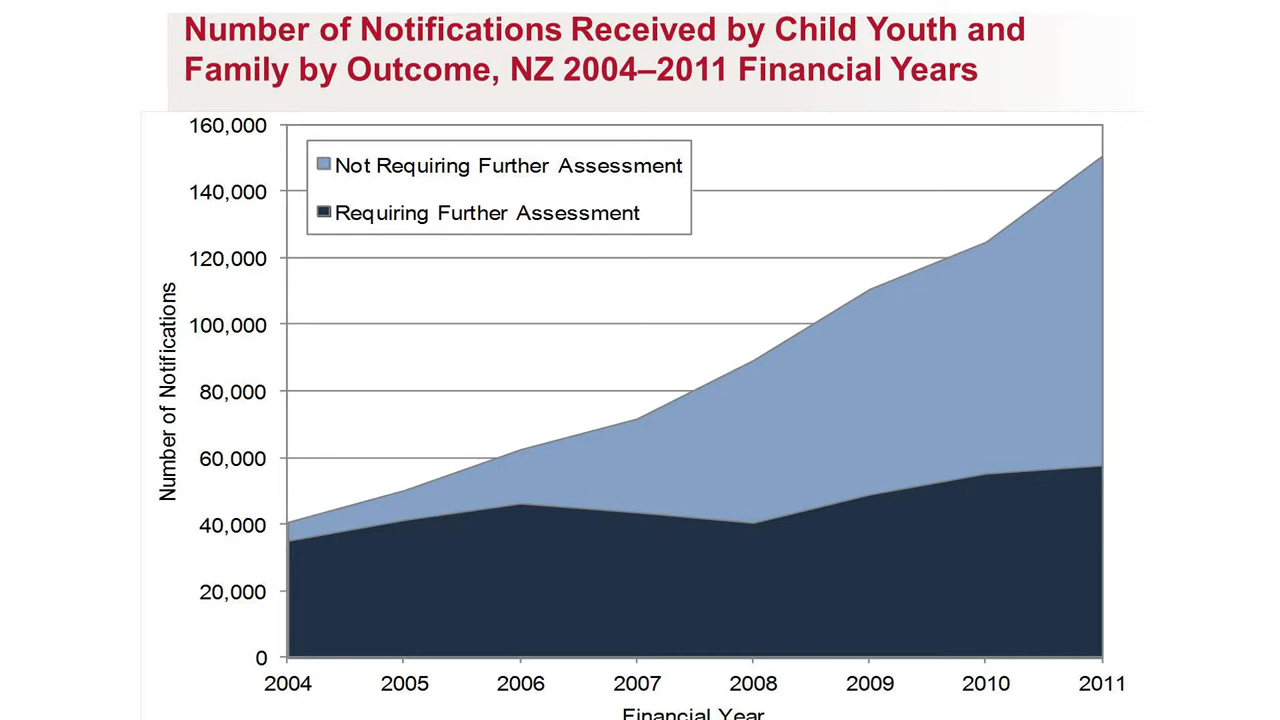 Number of Notifications Received by Child Youth and
Family by Outcome, NZ 2004–2011 Financial Years
160,000
140,000
120,000
100,000
80,000
60,000
40,000
20,000
0
Number of Notifications
Not Requiring Further Assessment
Requiring Further Assessment
2004 2005 2006 2007 2008 2009 2010 2011
Financial Year